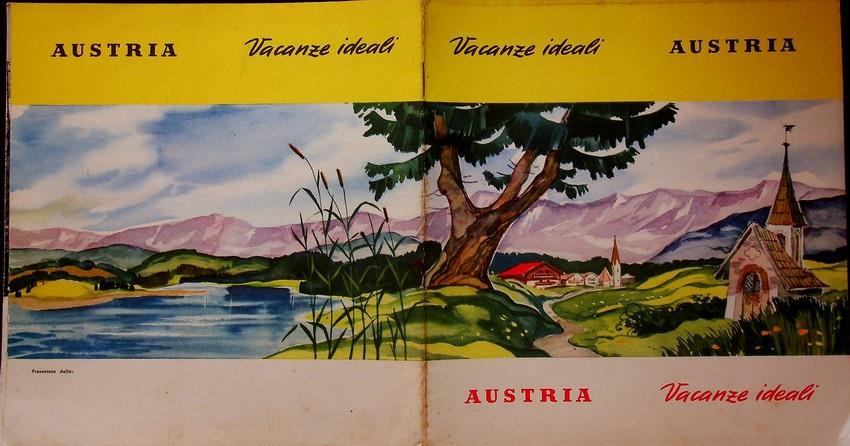 AUSTRIA Vacanze ideali
Vacanze ideali AUSTRIA
Presentato dalla:
AUSTRIA Vacanze ideali